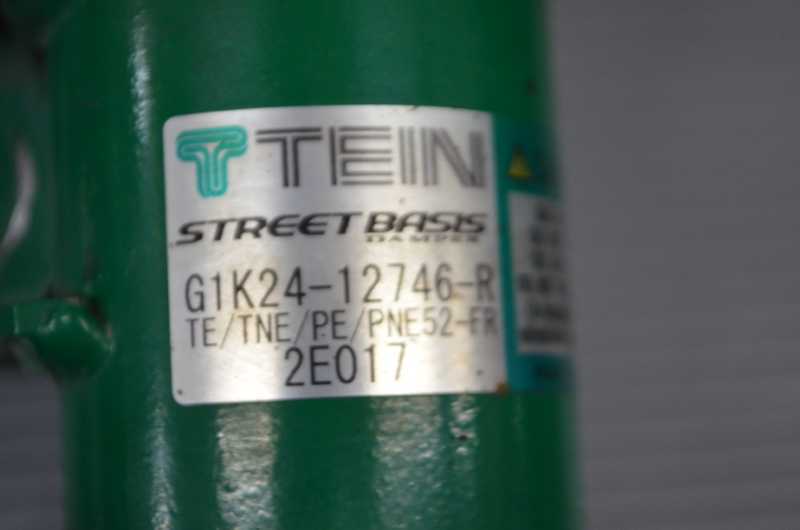 TEIN
STREET BASIS
DAMPER
G1K24-12746-R
TE/TNE/PE/PNE52-FR
2E017